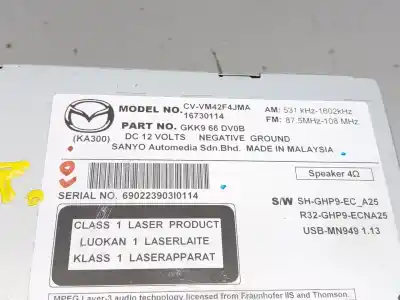 MODEL NO. CV-VM42F4JMA
16730114
AM: 531 kHz-1602kHz
FM: 87.5MHz-108 MHz
PART NO. GKK9 66 DV0B
(KA300)
DC 12 VOLTS NEGATIVE GROUND
SANYO Automedia Sdn.Bhd. MADE IN MALAYSIA
Speaker 4Ω
SERIAL NO. 690223903I0114
S/W SH-GHP9-EC_A25
R32-GHP9-ECNA25
USB-MN949 1.13
CLASS 1 LASER PRODUCT
LUOKAN 1 LASERLAITE
KLASS 1 LASERAPPARAT
MPEG Layer-3 audio technology licensed from Fraunhofer IIS and Thomson.